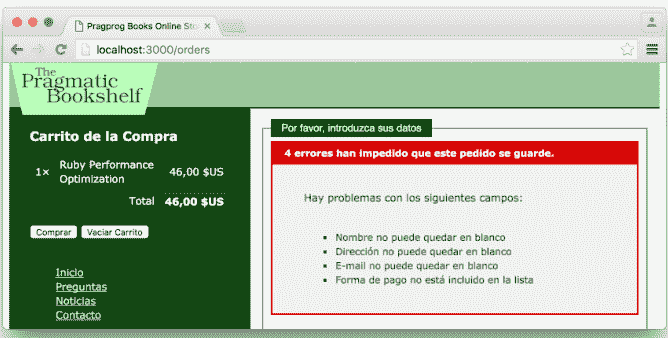 Pragprog Books Online Sto
localhost:3000/orders
The
Pragmatic
Bookshelf
Carrito de la Compra
1× Ruby Performance Optimization 46,00 $US
Total 46,00 $US
Comprar Vaciar Carrito
Inicio
Preguntas
Noticias
Contacto
Por favor, introduzca sus datos
4 errores han impedido que este pedido se guarde.
Hay problemas con los siguientes campos:
Nombre no puede quedar en blanco
Dirección no puede quedar en blanco
E-mail no puede quedar en blanco
Forma de pago no está incluido en la lista